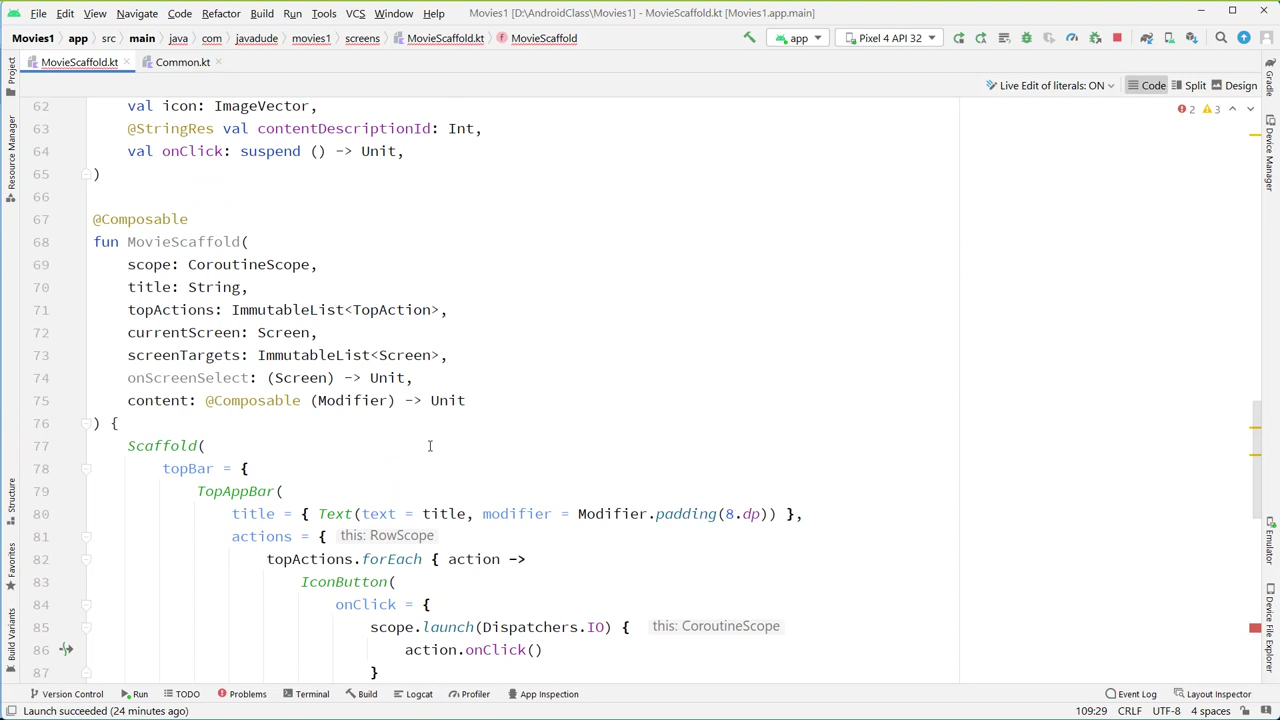 File Edit View Navigate Code Refactor Build Run Tools VCS Window Help Movies1 [D:\AndroidClass\Movies1] - MovieScaffold.kt [Movies1.app.main]
Movies1 app src main java com javadude movies1 screens MovieScaffold.kt MovieScaffold app Pixel 4 API 32
MovieScaffold.kt Common.kt
Live Edit of literals: ON Code Split Design
2 3
62 val icon: ImageVector,
63 @StringRes val contentDescriptionId: Int,
64 val onClick: suspend () -> Unit,
65 )
66
67 @Composable
68 fun MovieScaffold(
69 scope: CoroutineScope,
70 title: String,
71 topActions: ImmutableList<TopAction>,
72 currentScreen: Screen,
73 screenTargets: ImmutableList<Screen>,
74 onScreenSelect: (Screen) -> Unit,
75 content: @Composable (Modifier) -> Unit
76 ) {
77 Scaffold(
78 topBar = {
79 TopAppBar(
80 title = { Text(text = title, modifier = Modifier.padding(8.dp)) },
81 actions = { this: RowScope
82 topActions.forEach { action ->
83 IconButton(
84 onClick = {
85 scope.launch(Dispatchers.IO) { this: CoroutineScope
86 action.onClick()
87 }
Project
Resource Manager
Structure
Favorites
Build Variants
Gradle
Device Manager
Emulator
Device File Explorer
Version Control Run TODO Problems Terminal Build Logcat Profiler App Inspection Event Log Layout Inspector
Launch succeeded (24 minutes ago) 109:29 CRLF UTF-8 4 spaces